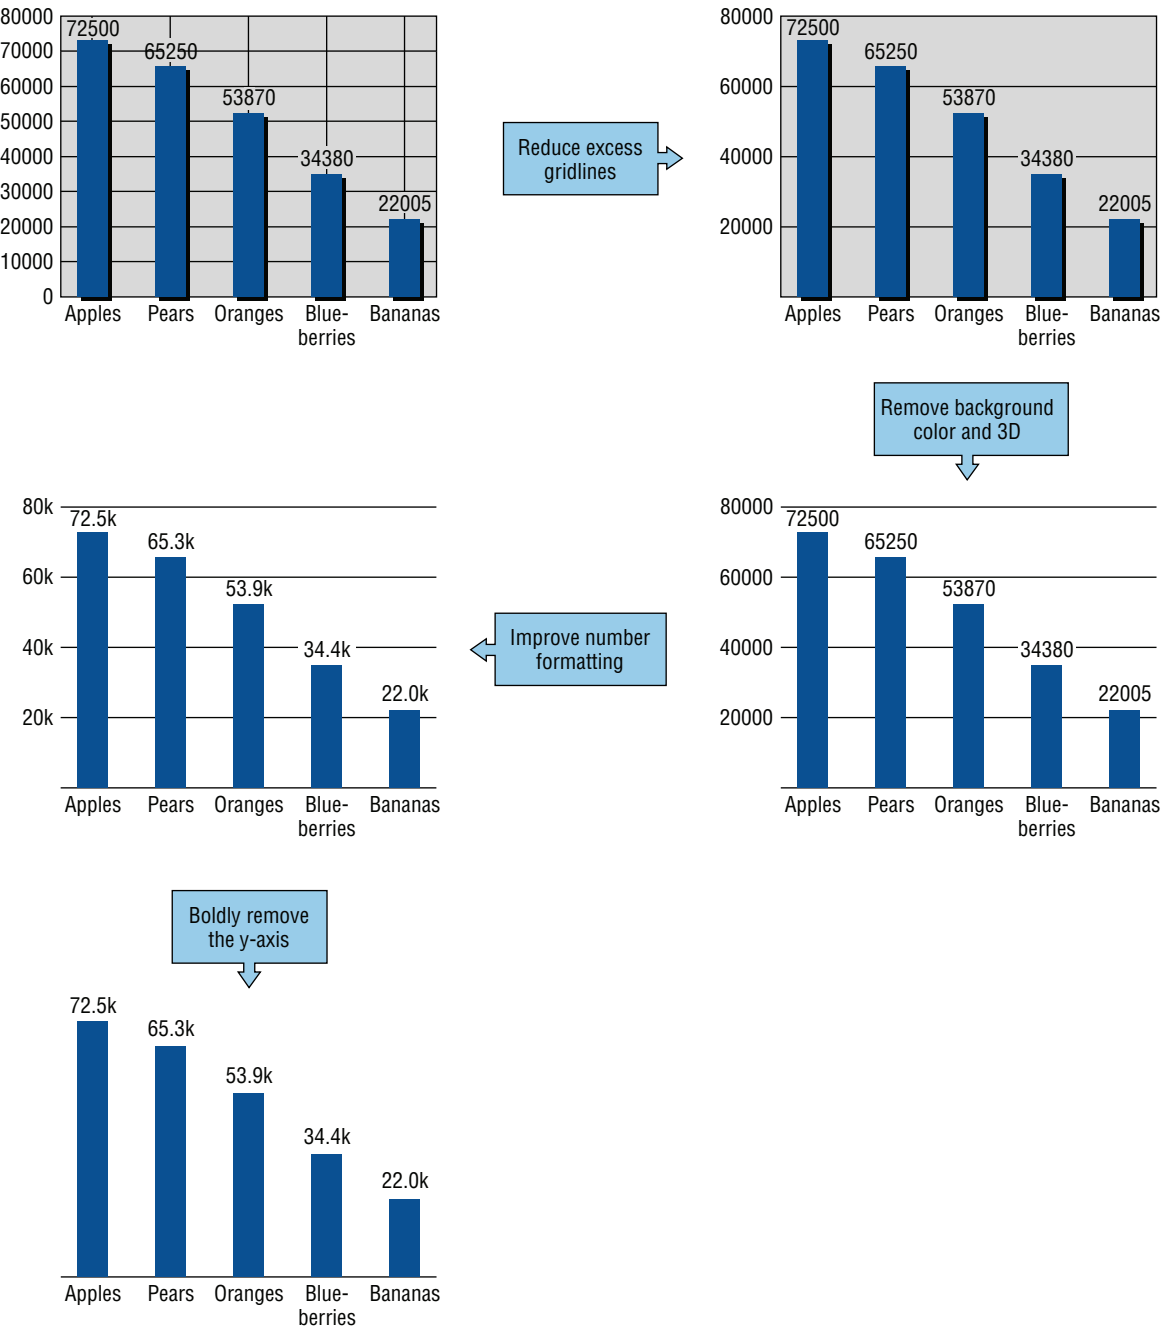 80000
72500
70000
65250
60000
53870
50000
40000
34380
30000
22005
20000
10000
0
Apples Pears Oranges Blue- Bananas
berries
Reduce excess
gridlines
80000
72500
65250
60000
53870
40000
34380
22005
20000
Apples Pears Oranges Blue- Bananas
berries
Remove background
color and 3D
80000
72500
65250
60000
53870
40000
34380
22005
20000
Apples Pears Oranges Blue- Bananas
berries
Improve number
formatting
80k
72.5k
65.3k
60k
53.9k
40k
34.4k
22.0k
20k
Apples Pears Oranges Blue- Bananas
berries
Boldly remove
the y-axis
72.5k
65.3k
53.9k
34.4k
22.0k
Apples Pears Oranges Blue- Bananas
berries